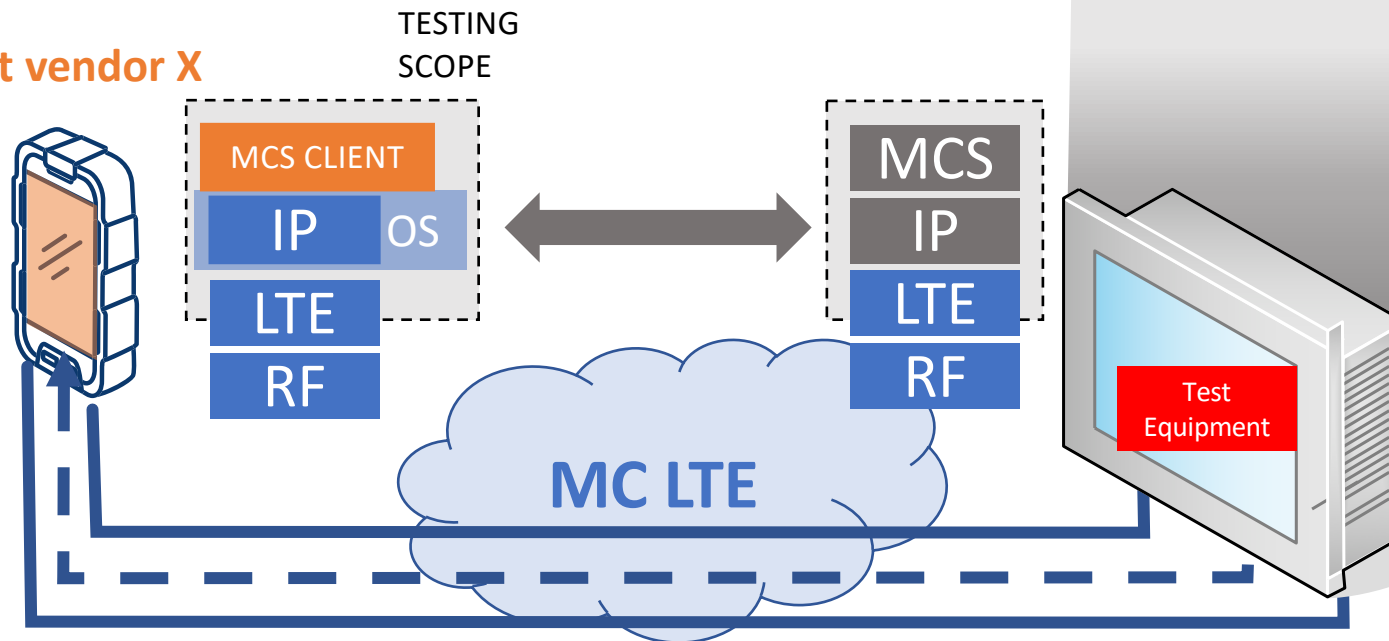 TESTING
SCOPE
t vendor X
MCS CLIENT
IP OS
LTE
RF
MCS
IP
LTE
RF
Test
Equipment
MC LTE